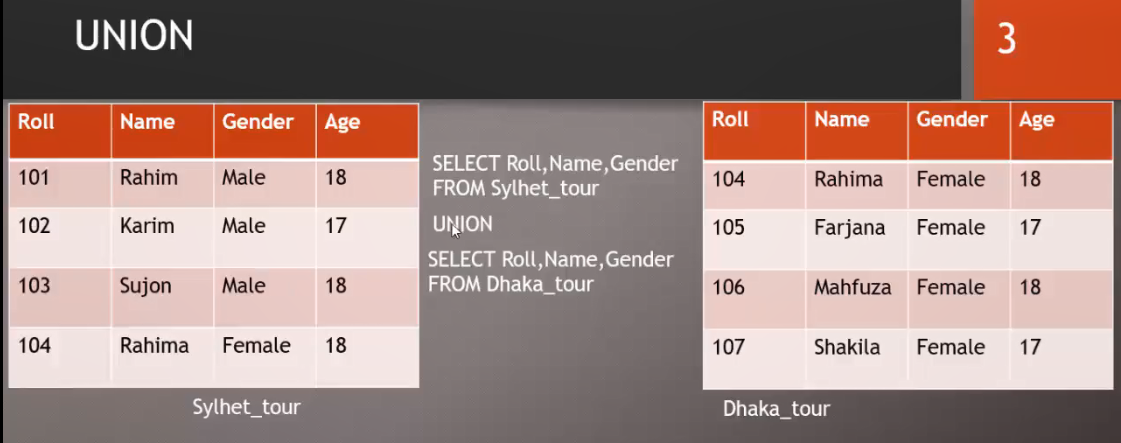 UNION
3
Roll Name Gender Age
101 Rahim Male 18
102 Karim Male 17
103 Sujon Male 18
104 Rahima Female 18
Sylhet_tour
SELECT Roll,Name,Gender
FROM Sylhet_tour
UNION
SELECT Roll,Name,Gender
FROM Dhaka_tour
Roll Name Gender Age
104 Rahima Female 18
105 Farjana Female 17
106 Mahfuza Female 18
107 Shakila Female 17
Dhaka_tour